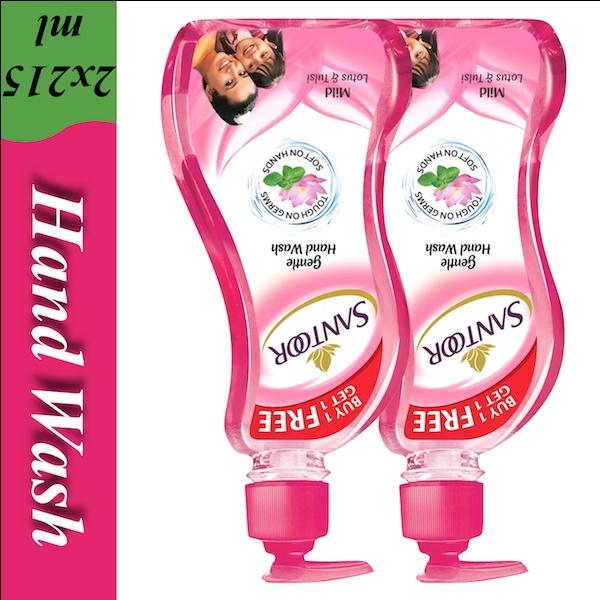 2x215
ml
Hand Wash
BUY 1
GET 1
FREE
SANTOOR
Gentle
Hand Wash
TOUGH ON GERMS
SOFT ON HANDS
Mild
Lotus & Tulsi
BUY 1
GET 1
FREE
SANTOOR
Gentle
Hand Wash
TOUGH ON GERMS
SOFT ON HANDS
Mild
Lotus & Tulsi